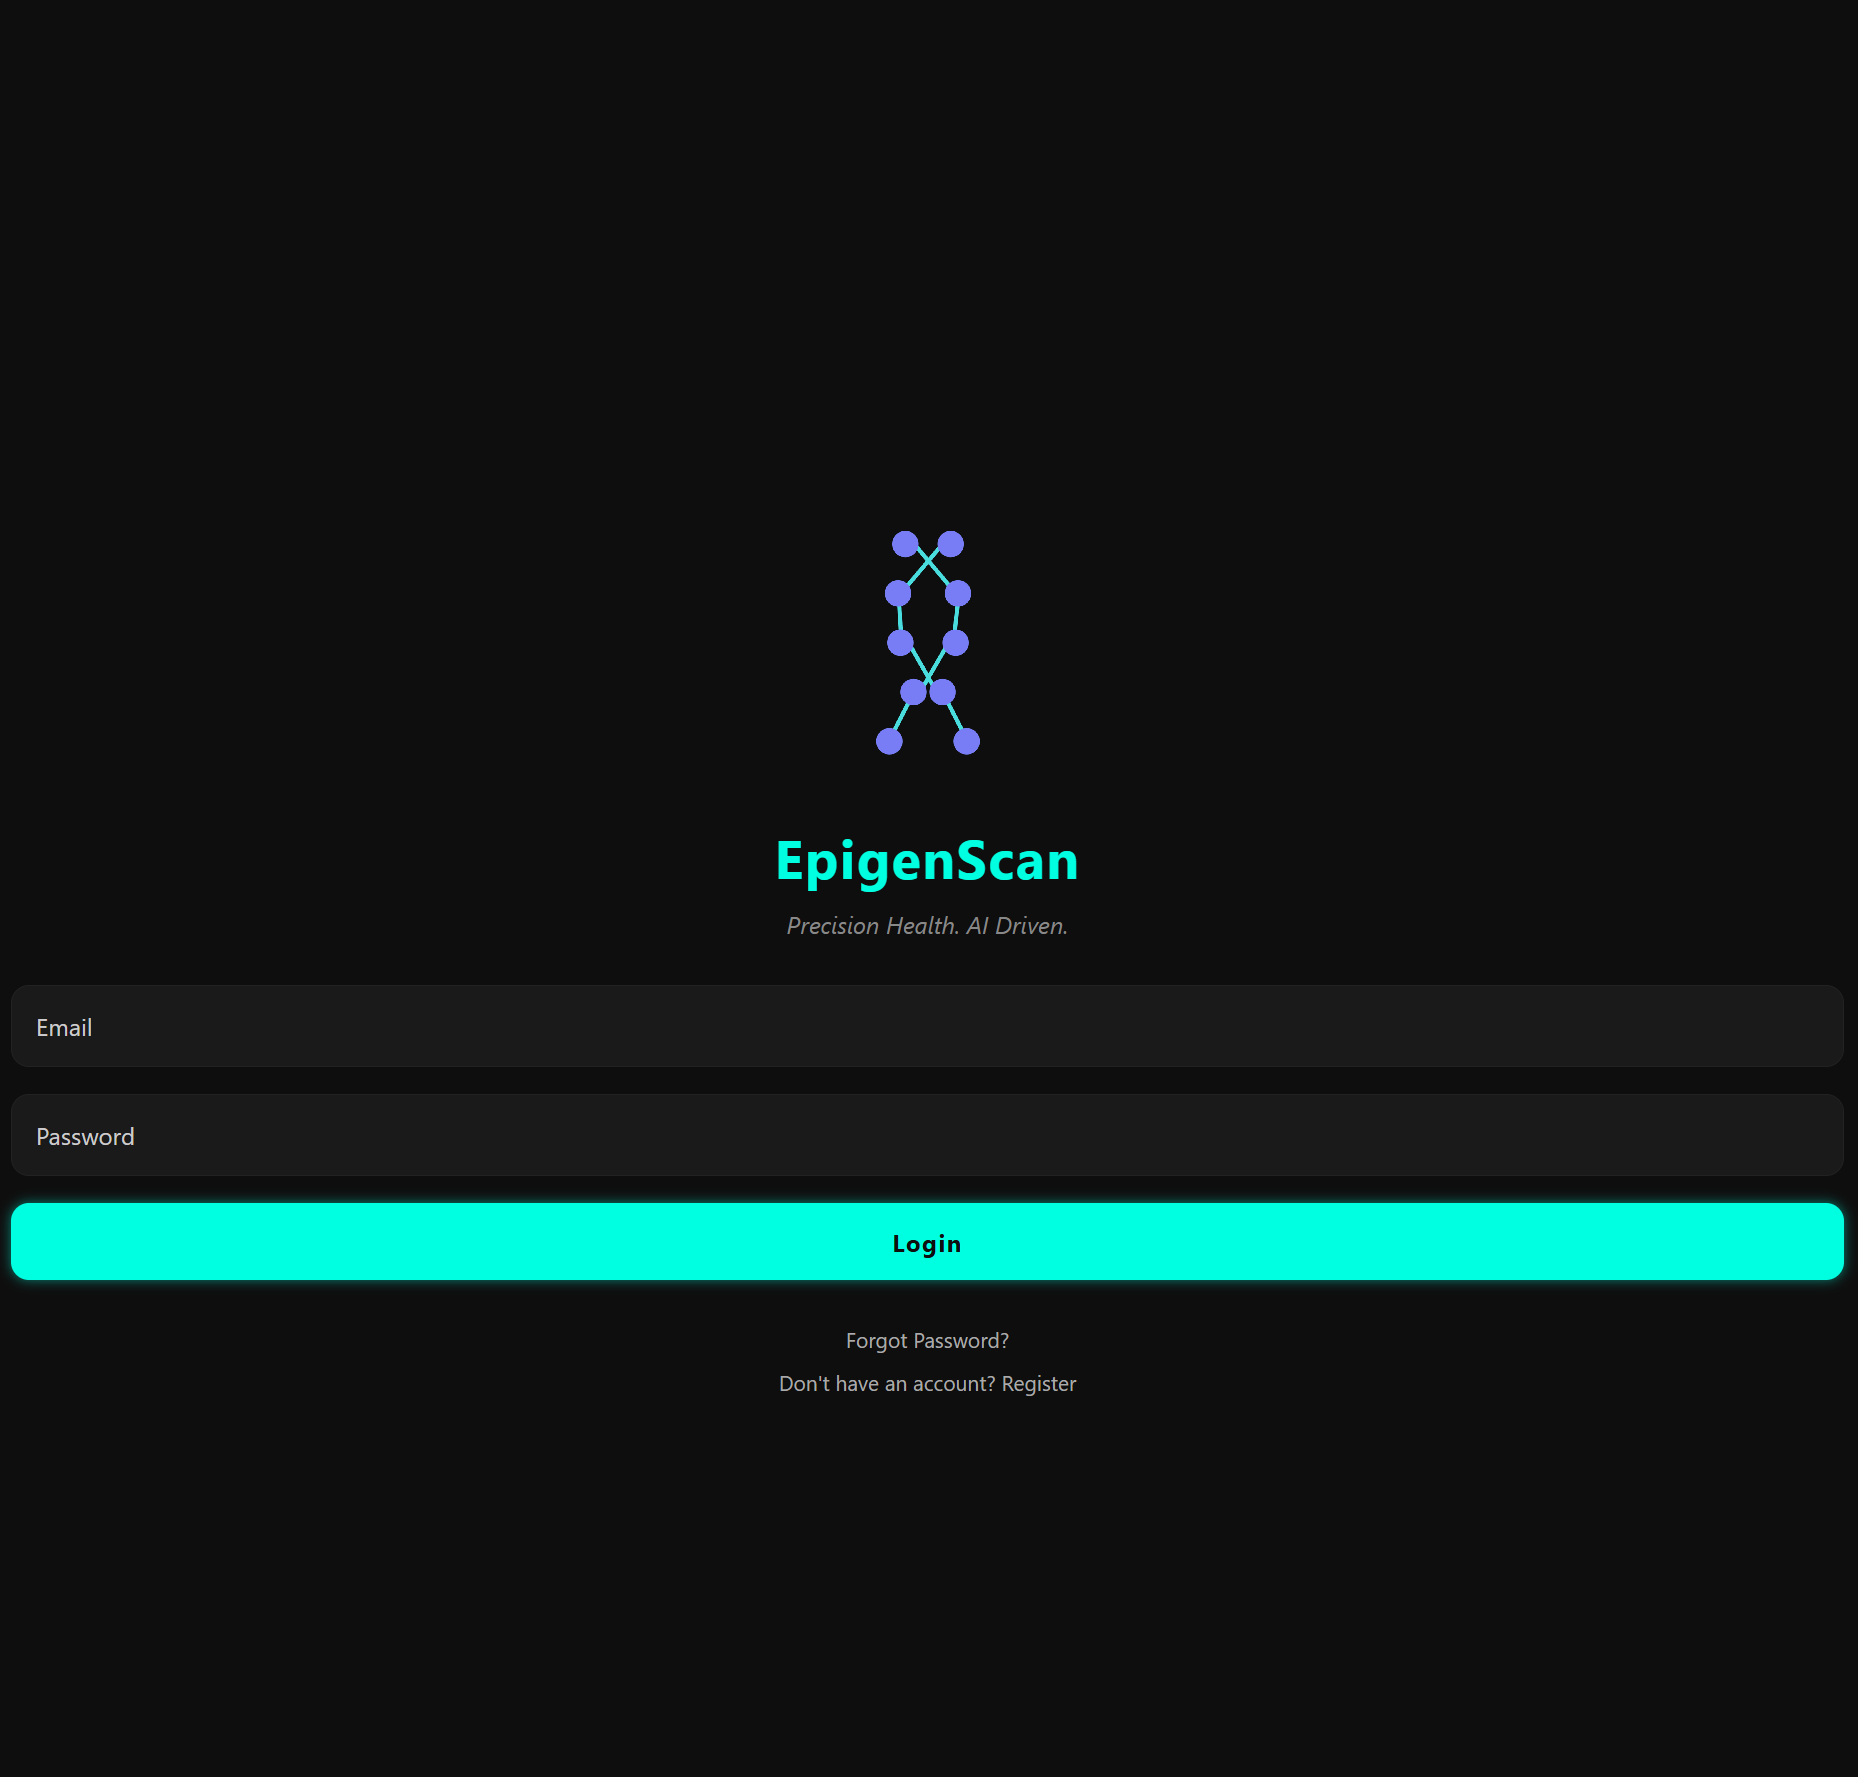 EpigenScan
Precision Health. AI Driven.
Email
Password
Login
Forgot Password?
Don't have an account? Register